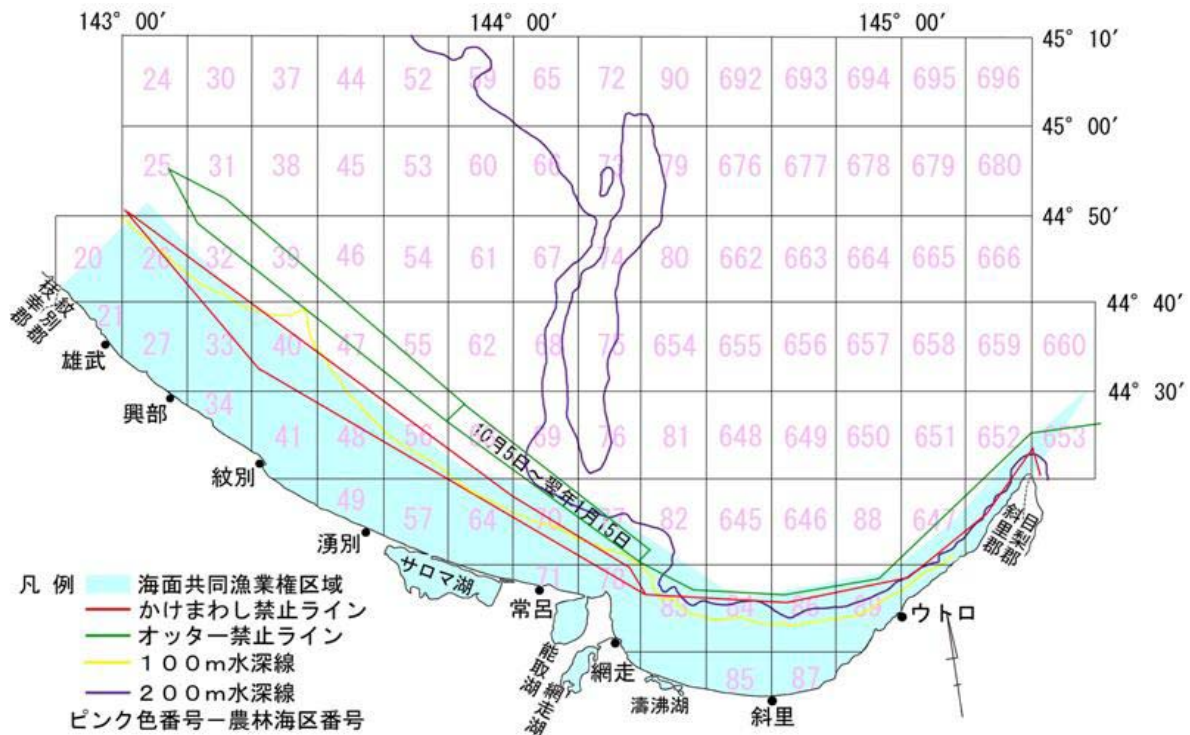 143° 00′ 144° 00′ 145° 00′
45° 10′
24 30 37 44 52 59 65 72 90 692 693 694 695 696
45° 00′
25 31 38 45 53 60 66 73 79 676 677 678 679 680
44° 50′
20 26 32 39 46 54 61 67 74 80 662 663 664 665 666
枝幸郡
紋別郡
44° 40′
21 27 33 40 47 55 62 68 75 654 655 656 657 658 659 660
雄武
44° 30′
興部
34 41 48 56 69 76 81 648 649 650 651 652 653
10月5日～翌年1月15日
紋別
49 57 64 70 82 645 646 88 647
斜里郡
目梨郡
湧別
サロマ湖
71 常呂
83 84 86 89
ウトロ
能取湖
網走湖
網走
濤沸湖
85 87
斜里
凡例
海面共同漁業権区域
かけまわし禁止ライン
オッター禁止ライン
１００ｍ水深線
２００ｍ水深線
ピンク色番号－農林海区番号